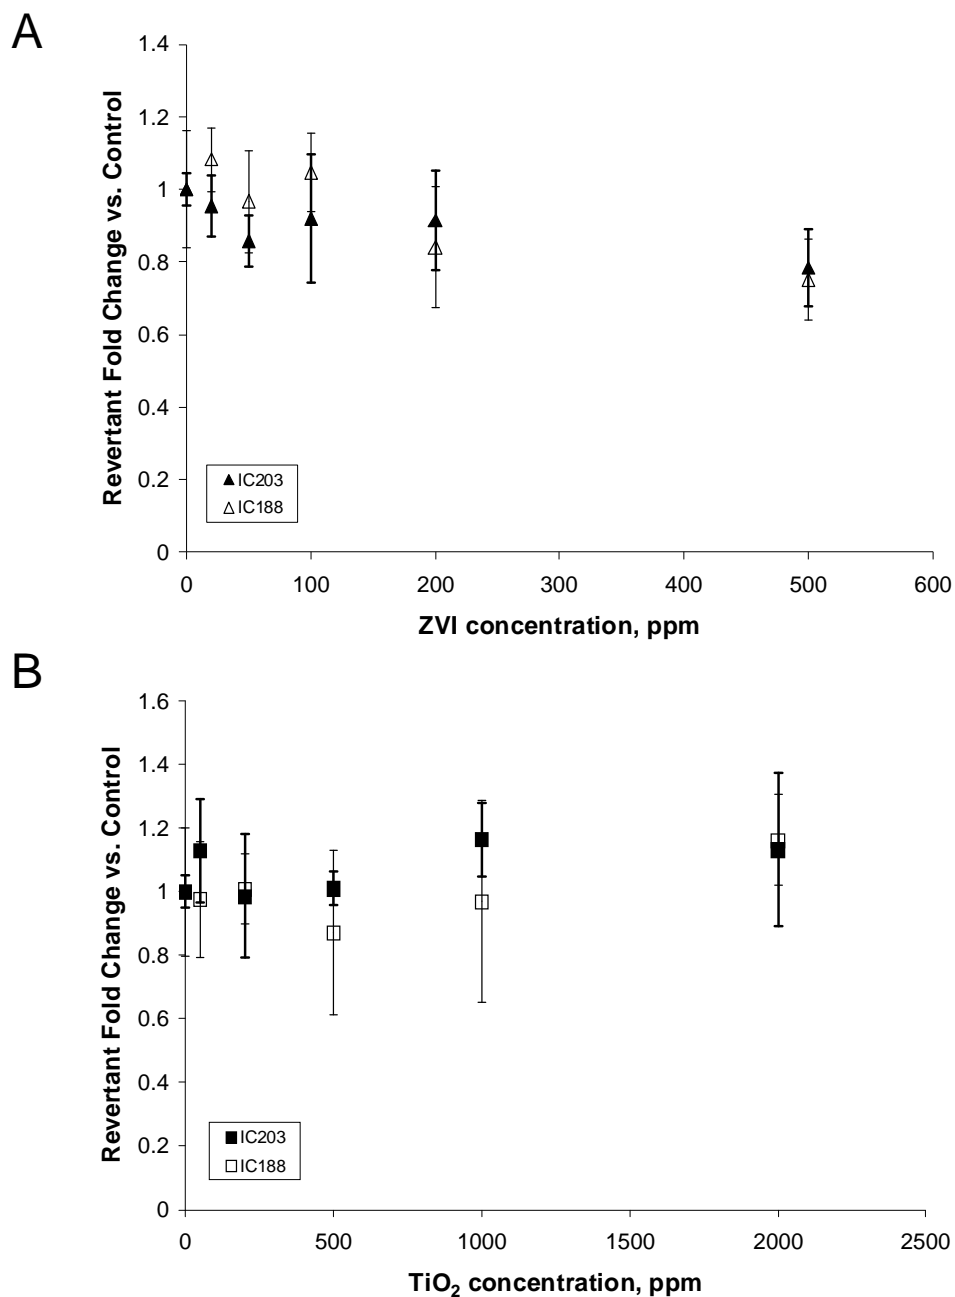 A
Revertant Fold Change vs. Control
1.4
1.2
1
0.8
0.6
0.4
0.2
0
IC203
IC188
0 100 200 300 400 500 600
ZVI concentration, ppm
B
Revertant Fold Change vs. Control
1.6
1.4
1.2
1
0.8
0.6
0.4
0.2
0
IC203
IC188
0 500 1000 1500 2000 2500
TiO2 concentration, ppm